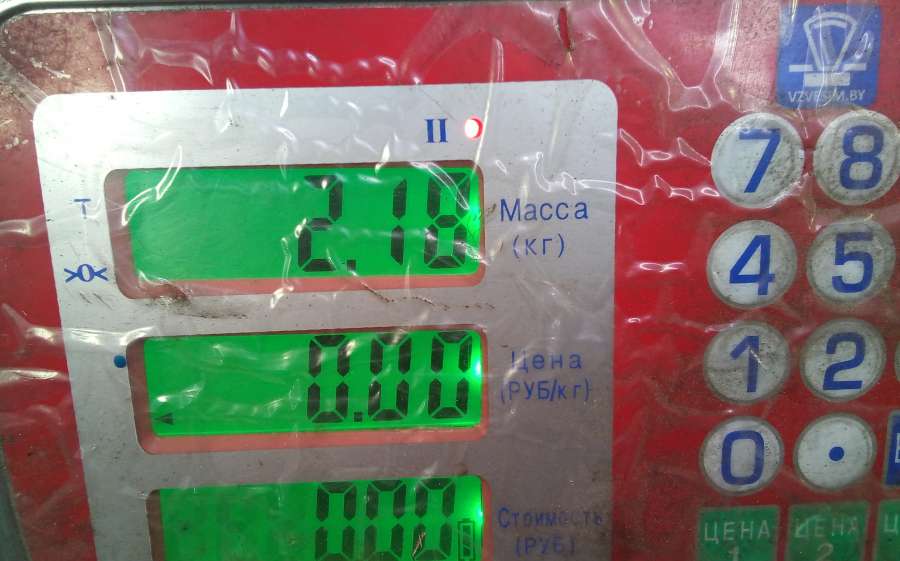 VZVESIM.BY
II
7 8
T
2.18
Масса
(кг)
>0<
4 5
0.00
Цена
(РУБ/кг)
1 2
0 .
000
Стоимость
(РУБ)
ЦЕНА
1
ЦЕНА
2